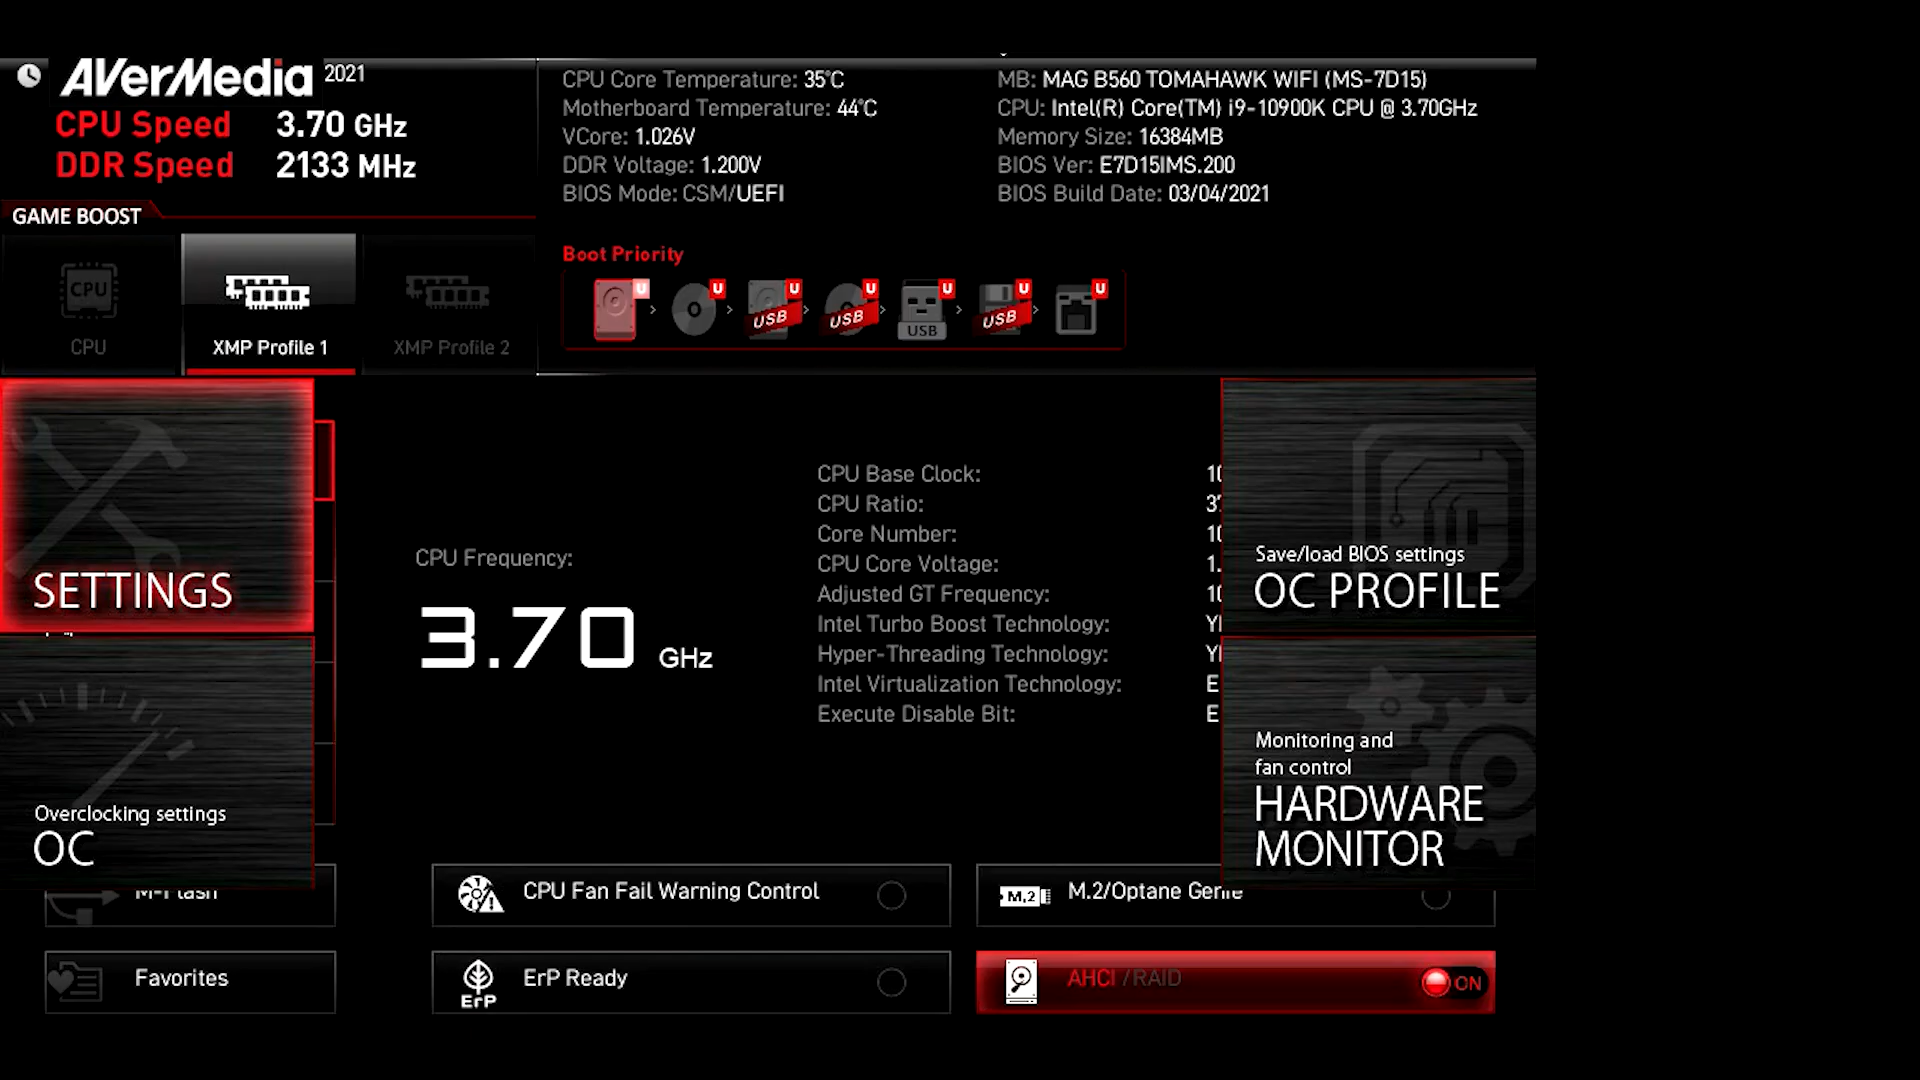 AVerMedia 2021
CPU Speed 3.70 GHz
DDR Speed 2133 MHz
CPU Core Temperature: 35°C
Motherboard Temperature: 44°C
VCore: 1.026V
DDR Voltage: 1.200V
BIOS Mode: CSM/UEFI
MB: MAG B560 TOMAHAWK WIFI (MS-7D15)
CPU: Intel(R) Core(TM) i9-10900K CPU @ 3.70GHz
Memory Size: 16384MB
BIOS Ver: E7D15IMS.200
BIOS Build Date: 03/04/2021
GAME BOOST
CPU
CPU
XMP Profile 1
XMP Profile 2
Boot Priority
U U U U U U U
USB USB USB USB
SETTINGS
Overclocking settings
OC
CPU Frequency:
3.70 GHz
CPU Base Clock:
CPU Ratio:
Core Number:
CPU Core Voltage:
Adjusted GT Frequency:
Intel Turbo Boost Technology:
Hyper-Threading Technology:
Intel Virtualization Technology:
Execute Disable Bit:
Save/load BIOS settings
OC PROFILE
Monitoring and
fan control
HARDWARE
MONITOR
M-Flash
CPU Fan Fail Warning Control
M.2 M.2/Optane Genie
Favorites
ErP ErP Ready
AHCI /RAID ON